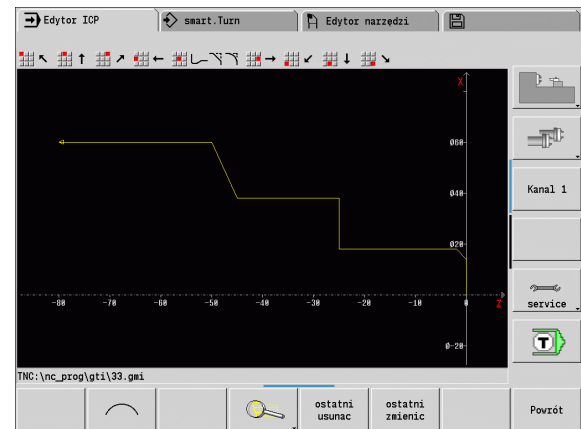 Edytor ICP
smart.Turn
Edytor narzędzi
X
Ø60
Ø40
Ø20
-80 -70 -60 -50 -40 -30 -20 -10 0 Z
Ø-20
Kanal 1
service
T
TNC:\nc_prog\gti\33.gmi
ostatni
usunac
ostatni
zmienic
Powrót